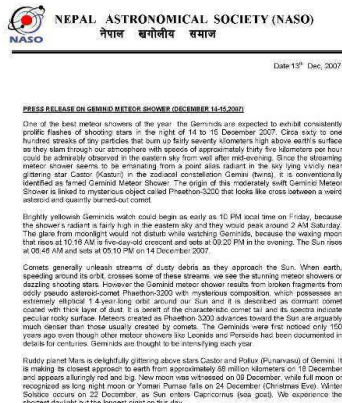 NEPAL ASTRONOMICAL SOCIETY (NASO)
नेपाल खगोलीय समाज
NASO
Date 13th Dec, 2007
PRESS RELEASE ON GEMINID METEOR SHOWER (DECEMBER 14-15,2007)
One of the best meteor showers of the year the Geminids are expected to exhibit consistently
prolific flashes of shooting stars in the night of 14 to 15 December 2007. Circa sixty to one
hundred streaks of tiny particles that burn up fairly seventy kilometers high above earth's surface
as they slam through our atmosphere with speeds of approximately thirty five kilometers per hour
could be admirably observed in the eastern sky from well after mid-evening. Since the streaming
meteor shower seems to be emanating from a point alias radiant in the sky lying vividly near
glittering star Castor (Kasturi) in the zodiacal constellation Gemini (twins), it is conventionally
identified as famed Geminid Meteor Shower. The origin of this moderately swift Geminid Meteor
Shower is linked to mysterious object called Phaethon-3200 that looks like cross between a weird
asteroid and quaintly burned-out comet.
Brightly yellowish Geminids watch could begin as early as 10 PM local time on Friday, because
the shower's radiant is fairly high in the eastern sky and they would peak around 2 AM Saturday.
The glare from moonlight would not disturb while watching Geminids, because the waxing moon
that rises at 10:16 AM is five-day-old crescent and sets at 09:20 PM in the evening. The Sun rises
at 06:46 AM and sets at 05:10 PM on 14 December 2007.
Comets generally unleash streams of dusty debris as they approach the Sun. When earth,
speeding around its orbit, crosses some of these streams, we see the stunning meteor showers or
dazzling shooting stars. However the Geminid meteor shower results from broken fragments from
oddly pseudo asteroid-comet Phaethon-3200 with mysterious composition, which possesses an
extremely elliptical 1.4-year-long orbit around our Sun and it is described as dormant comet
coated with thick layer of dust. It is bereft of the characteristic comet tail and its spectra indicate
peculiar rocky surface. Meteors created as Phaethon-3200 advances toward the Sun are arguably
much denser than those usually created by comets. The Geminids were first noticed only 150
years ago even though other meteor showers like Leonids and Perseids had been documented in
details for centuries. Geminids are thought to be intensifying each year.
Ruddy planet Mars is delightfully glittering above stars Castor and Pollux (Punarvasu) of Gemini. It
is making its closest approach to earth from approximately 88 million kilometers on 18 December
and appears alluringly red and big. New moon was witnessed on 09 December, while full moon or
recognized as long night moon or Yomari Purnae falls on 24 December (Christmas Eve). Winter
Solstice occurs on 22 December, as Sun enters Capricornus (sea goat). We experience the
shortest daylight but the longest night on this day.